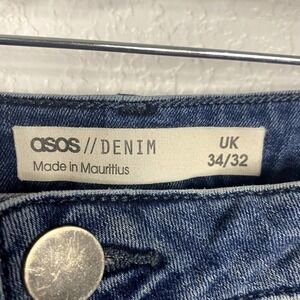 asos//DENIM
Made in Mauritius
UK
34/32